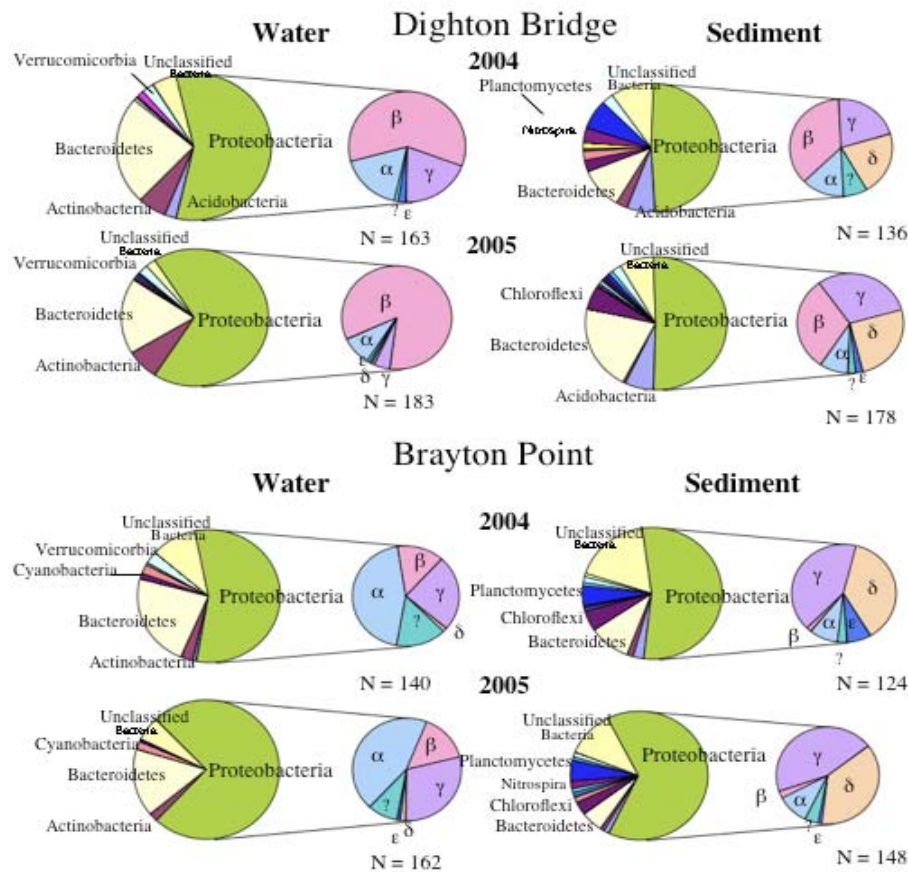 Dighton Bridge
Water
Sediment
2004
Verrucomicorbia
Unclassified
Bacteria
Bacteroidetes
Actinobacteria
Acidobacteria
Proteobacteria
β
α
γ
?
ε
N = 163
Planctomycetes
Unclassified
Bacteria
Nitrospira
Bacteroidetes
Acidobacteria
Proteobacteria
β
γ
δ
α
?
N = 136
2005
Unclassified
Bacteria
Verrucomicorbia
Bacteroidetes
Actinobacteria
Proteobacteria
β
α
ε
δ
γ
N = 183
Unclassified
Bacteria
Chloroflexi
Bacteroidetes
Acidobacteria
Proteobacteria
γ
β
δ
α
?
ε
N = 178
Brayton Point
Water
Sediment
2004
Unclassified
Bacteria
Verrucomicorbia
Cyanobacteria
Bacteroidetes
Actinobacteria
Proteobacteria
β
α
γ
?
δ
N = 140
Unclassified
Bacteria
Planctomycetes
Chloroflexi
Bacteroidetes
Proteobacteria
γ
δ
β
α
ε
?
N = 124
2005
Unclassified
Bacteria
Cyanobacteria
Bacteroidetes
Actinobacteria
Proteobacteria
α
β
γ
?
ε
δ
N = 162
Unclassified
Bacteria
Planctomycetes
Nitrospira
Chloroflexi
Bacteroidetes
Proteobacteria
γ
δ
β
α
?
ε
N = 148